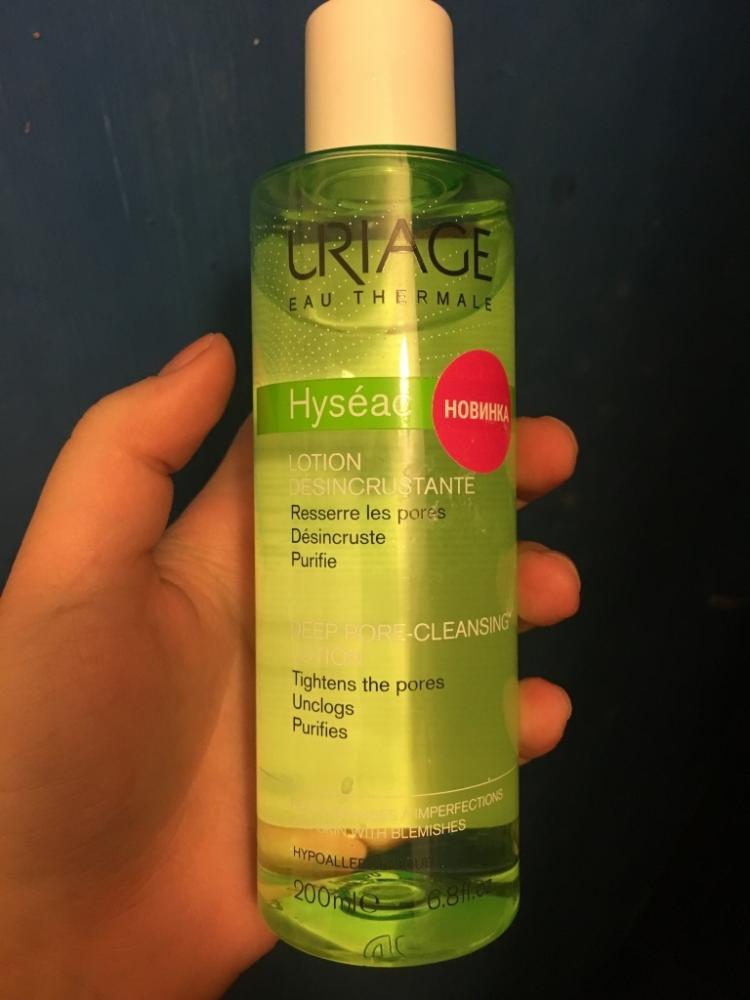 URIAGE
EAU THERMALE
Hyséac
НОВИНКА
LOTION
DÉSINCRUSTANTE
Resserre les pores
Désincruste
Purifie
DEEP PORE-CLEANSING
LOTION
Tightens the pores
Unclogs
Purifies
IMPERFECTIONS
SKIN WITH BLEMISHES
200ml e 6.8fl.oz